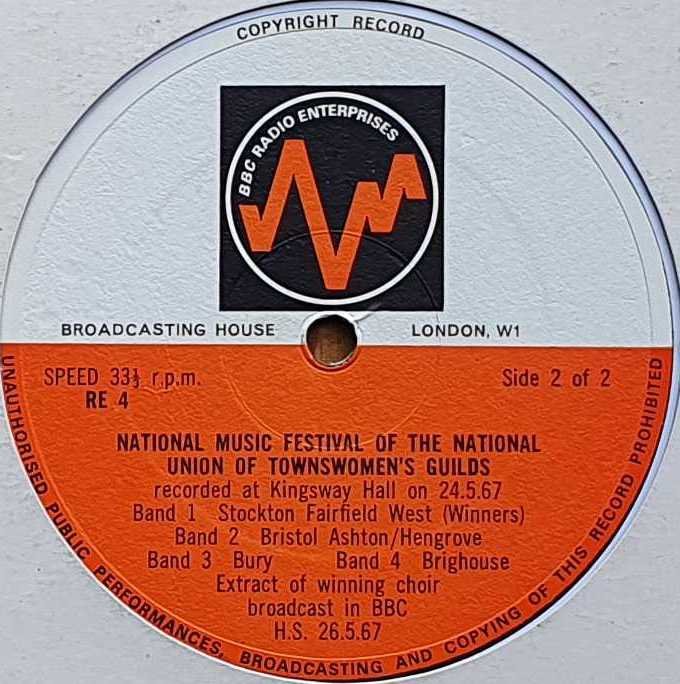 COPYRIGHT RECORD
BBC RADIO ENTERPRISES
BROADCASTING HOUSE LONDON, W1
SPEED 33⅓ r.p.m. Side 2 of 2
RE 4
NATIONAL MUSIC FESTIVAL OF THE NATIONAL
UNION OF TOWNSWOMEN'S GUILDS
recorded at Kingsway Hall on 24.5.67
Band 1 Stockton Fairfield West (Winners)
Band 2 Bristol Ashton/Hengrove
Band 3 Bury Band 4 Brighouse
Extract of winning choir
broadcast in BBC
H.S. 26.5.67
UNAUTHORISED PUBLIC PERFORMANCES, BROADCASTING AND COPYING OF THIS RECORD PROHIBITED